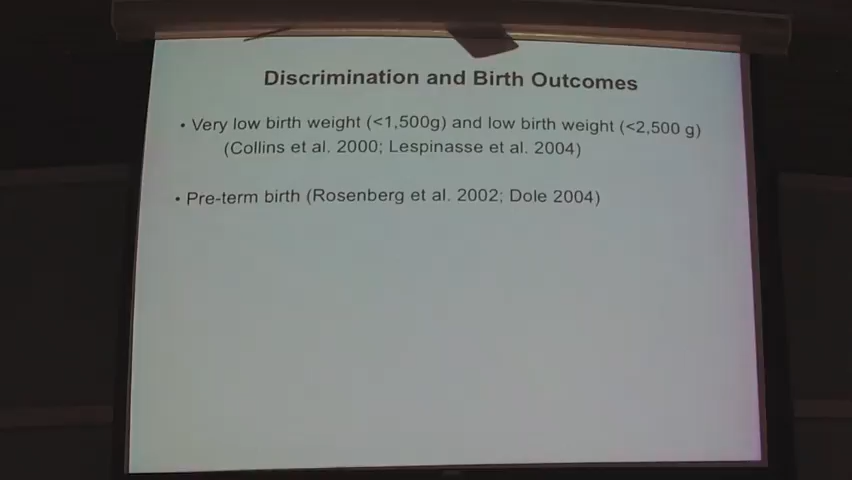 Discrimination and Birth Outcomes
• Very low birth weight (<1,500g) and low birth weight (<2,500 g)
(Collins et al. 2000; Lespinasse et al. 2004)
• Pre-term birth (Rosenberg et al. 2002; Dole 2004)